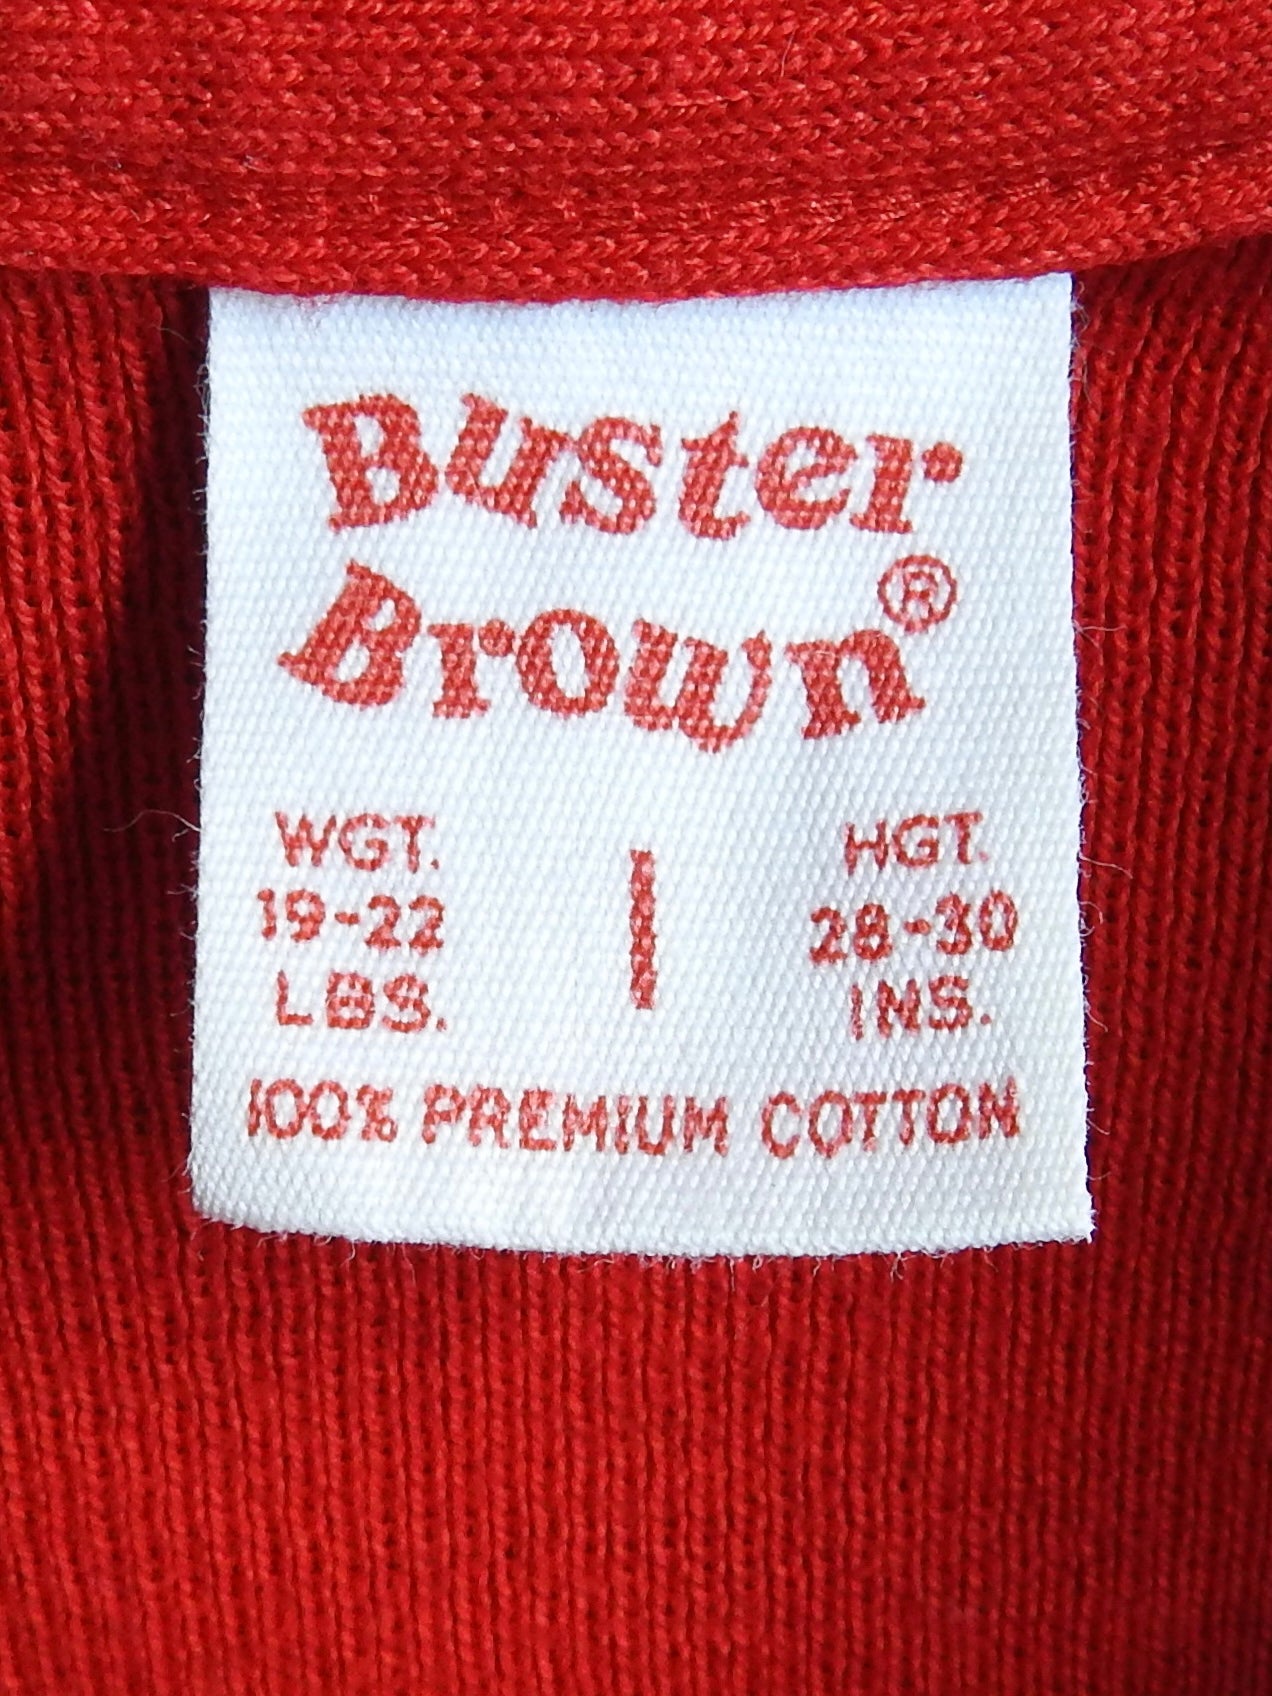 Buster
Brown®
WGT. 1 HGT.
19-22 28-30
LBS. INS.
100% PREMIUM COTTON